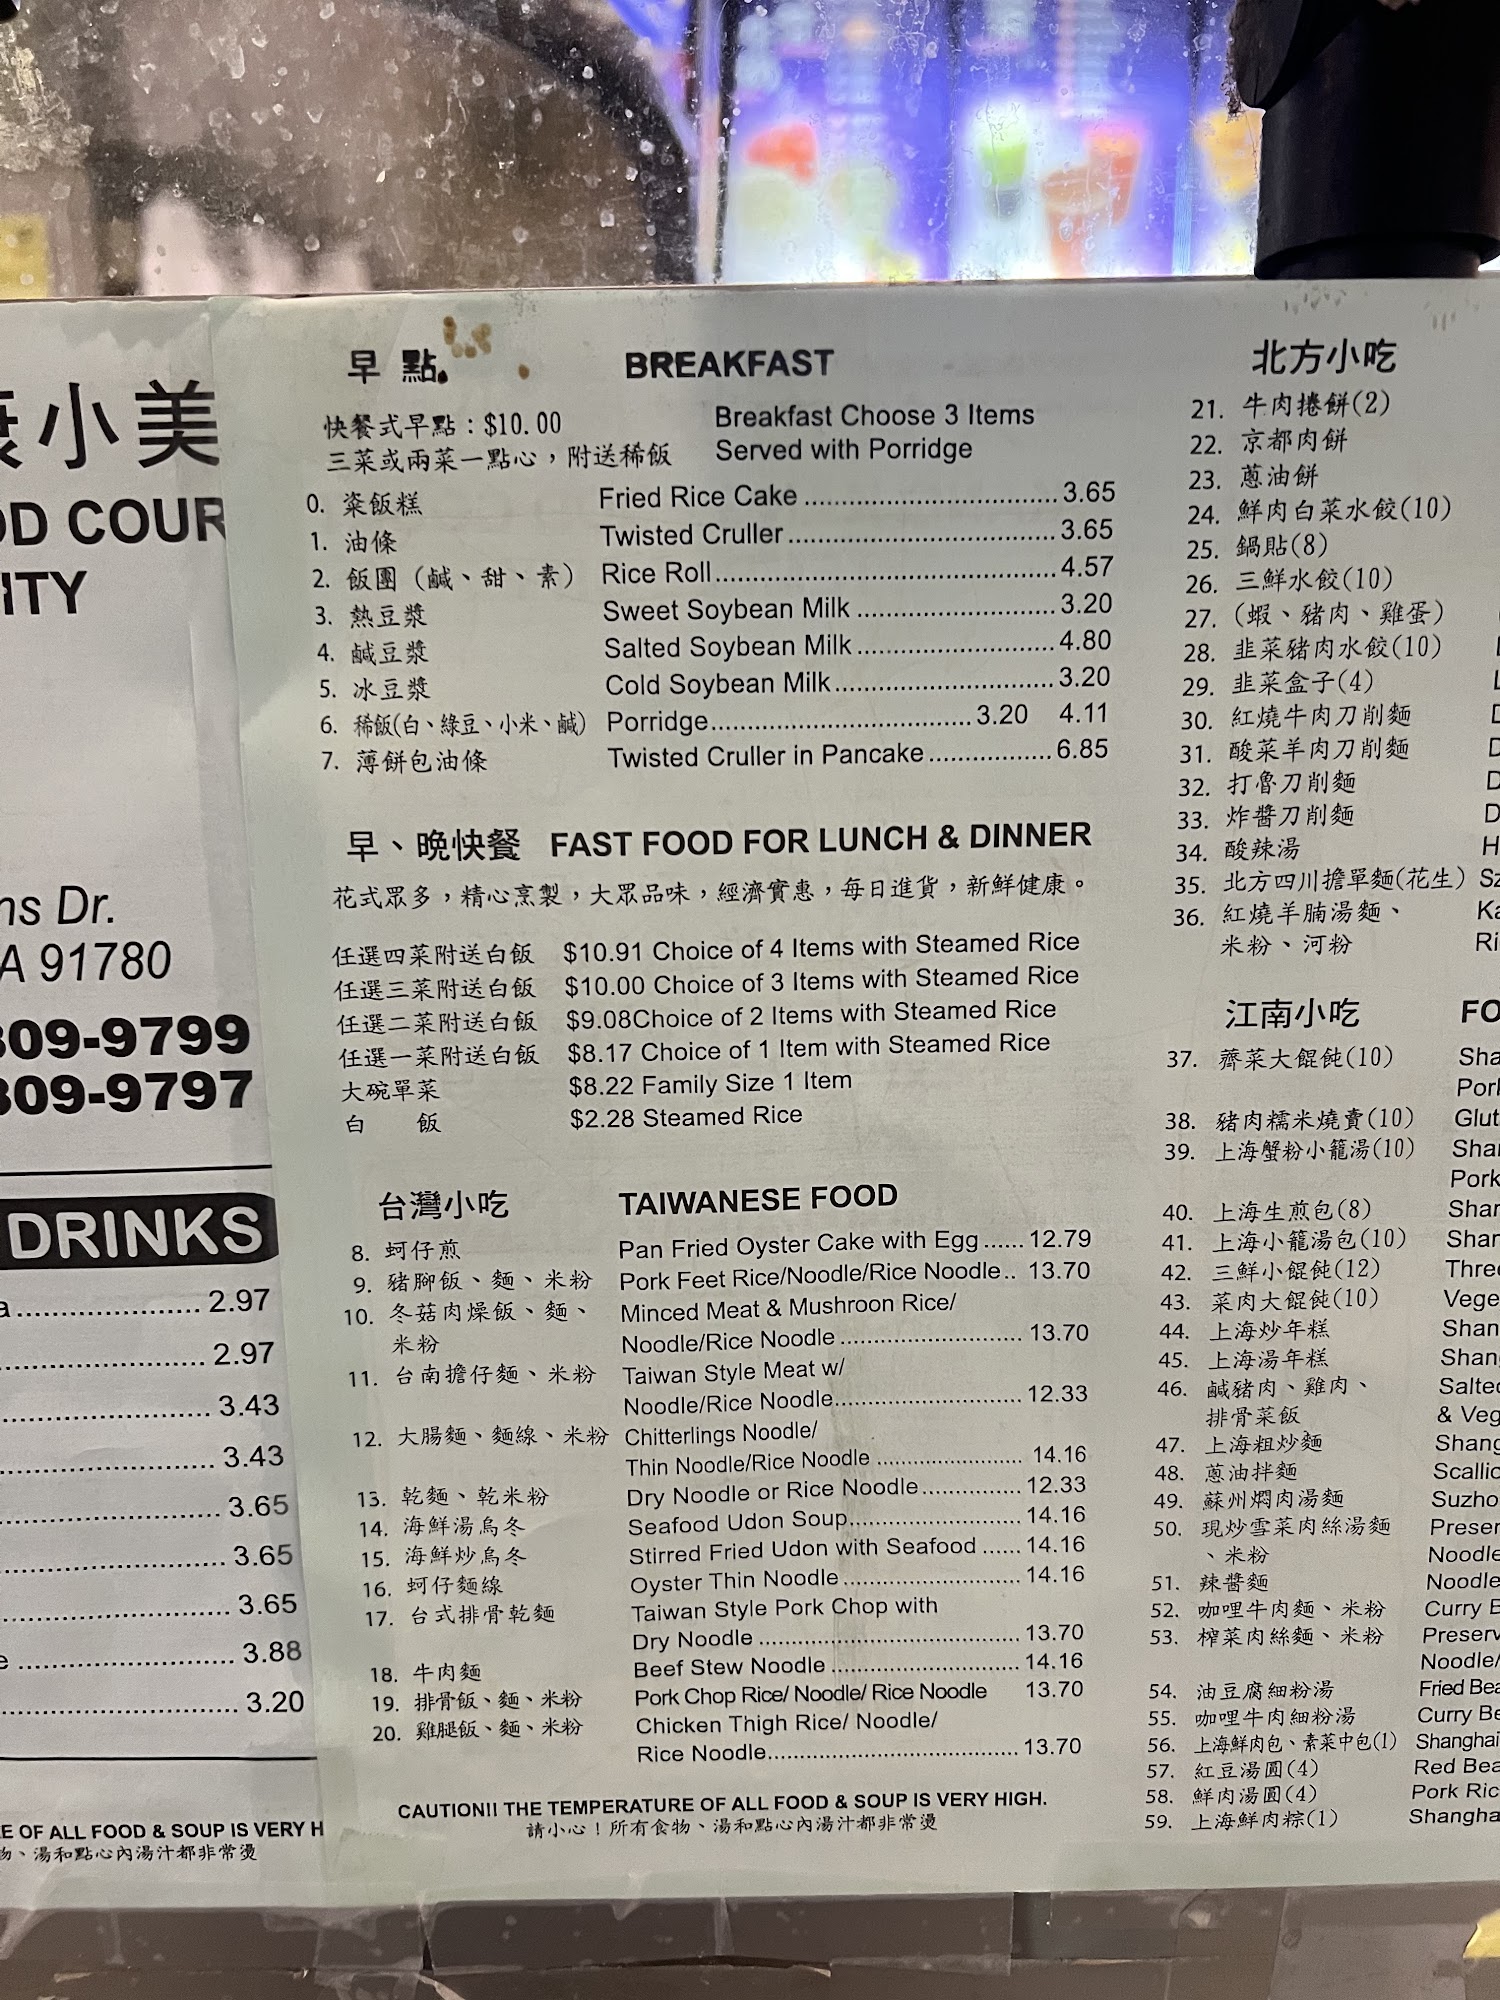 小美
OD COUR
ITY
ns Dr.
A 91780
309-9799
309-9797
DRINKS
a.................... 2.97
.................... 2.97
.................... 3.43
.................... 3.43
.................... 3.65
.................... 3.65
.................... 3.65
e .................... 3.88
.................... 3.20
E OF ALL FOOD & SOUP IS VERY H
物、湯和點心內湯汁都非常燙
早 點 BREAKFAST
快餐式早點：$10.00 Breakfast Choose 3 Items
三菜或兩菜一點心，附送稀飯 Served with Porridge
0. 粢飯糕 Fried Rice Cake .................... 3.65
1. 油條 Twisted Cruller.................... 3.65
2. 飯團（鹹、甜、素） Rice Roll.................... 4.57
3. 熱豆漿 Sweet Soybean Milk .................... 3.20
4. 鹹豆漿 Salted Soybean Milk .................... 4.80
5. 冰豆漿 Cold Soybean Milk.................... 3.20
6. 稀飯(白、綠豆、小米、鹹) Porridge.................... 3.20 4.11
7. 薄餅包油條 Twisted Cruller in Pancake.................. 6.85
早、晚快餐 FAST FOOD FOR LUNCH & DINNER
花式眾多，精心烹製，大眾品味，經濟實惠，每日進貨，新鮮健康。
任選四菜附送白飯 $10.91 Choice of 4 Items with Steamed Rice
任選三菜附送白飯 $10.00 Choice of 3 Items with Steamed Rice
任選二菜附送白飯 $9.08Choice of 2 Items with Steamed Rice
任選一菜附送白飯 $8.17 Choice of 1 Item with Steamed Rice
大碗單菜 $8.22 Family Size 1 Item
白 飯 $2.28 Steamed Rice
台灣小吃 TAIWANESE FOOD
8. 蚵仔煎 Pan Fried Oyster Cake with Egg ...... 12.79
9. 豬腳飯、麵、米粉 Pork Feet Rice/Noodle/Rice Noodle.. 13.70
10. 冬菇肉燥飯、麵、 Minced Meat & Mushroon Rice/
米粉 Noodle/Rice Noodle .................... 13.70
11. 台南擔仔麵、米粉 Taiwan Style Meat w/
Noodle/Rice Noodle.................... 12.33
12. 大腸麵、麵線、米粉 Chitterlings Noodle/
Thin Noodle/Rice Noodle .................... 14.16
13. 乾麵、乾米粉 Dry Noodle or Rice Noodle............... 12.33
14. 海鮮湯烏冬 Seafood Udon Soup.................... 14.16
15. 海鮮炒烏冬 Stirred Fried Udon with Seafood ...... 14.16
16. 蚵仔麵線 Oyster Thin Noodle.................... 14.16
17. 台式排骨乾麵 Taiwan Style Pork Chop with
Dry Noodle .................... 13.70
18. 牛肉麵 Beef Stew Noodle .................... 14.16
19. 排骨飯、麵、米粉 Pork Chop Rice/ Noodle/ Rice Noodle 13.70
20. 雞腿飯、麵、米粉 Chicken Thigh Rice/ Noodle/
Rice Noodle.................... 13.70
CAUTION!! THE TEMPERATURE OF ALL FOOD & SOUP IS VERY HIGH.
請小心！所有食物、湯和點心內湯汁都非常燙
北方小吃
21. 牛肉捲餅(2)
22. 京都肉餅
23. 蔥油餅
24. 鮮肉白菜水餃(10)
25. 鍋貼(8)
26. 三鮮水餃(10)
27. (蝦、豬肉、雞蛋)
28. 韭菜豬肉水餃(10)
29. 韭菜盒子(4)
30. 紅燒牛肉刀削麵
31. 酸菜羊肉刀削麵
32. 打魯刀削麵
33. 炸醬刀削麵
34. 酸辣湯 H
35. 北方四川擔單麵(花生) Sz
36. 紅燒羊腩湯麵、 Ka
米粉、河粉 Ri
江南小吃 FO
37. 薺菜大餛飩(10) Sha
Pork
38. 豬肉糯米燒賣(10) Glut
39. 上海蟹粉小籠湯(10) Shar
Pork
40. 上海生煎包(8) Shar
41. 上海小籠湯包(10) Shar
42. 三鮮小餛飩(12) Three
43. 菜肉大餛飩(10) Vege
44. 上海炒年糕 Shan
45. 上海湯年糕 Shang
46. 鹹豬肉、雞肉、 Salted
排骨菜飯 & Veg
47. 上海粗炒麵 Shang
48. 蔥油拌麵 Scallio
49. 蘇州燜肉湯麵 Suzho
50. 現炒雪菜肉絲湯麵 Preser
、米粉 Noodle
51. 辣醬麵 Noodle
52. 咖哩牛肉麵、米粉 Curry B
53. 榨菜肉絲麵、米粉 Preserv
Noodle/
54. 油豆腐細粉湯 Fried Bea
55. 咖哩牛肉細粉湯 Curry Be
56. 上海鮮肉包、素菜中包(1) Shanghai
57. 紅豆湯圓(4) Red Bea
58. 鮮肉湯圓(4) Pork Ric
59. 上海鮮肉粽(1) Shangha